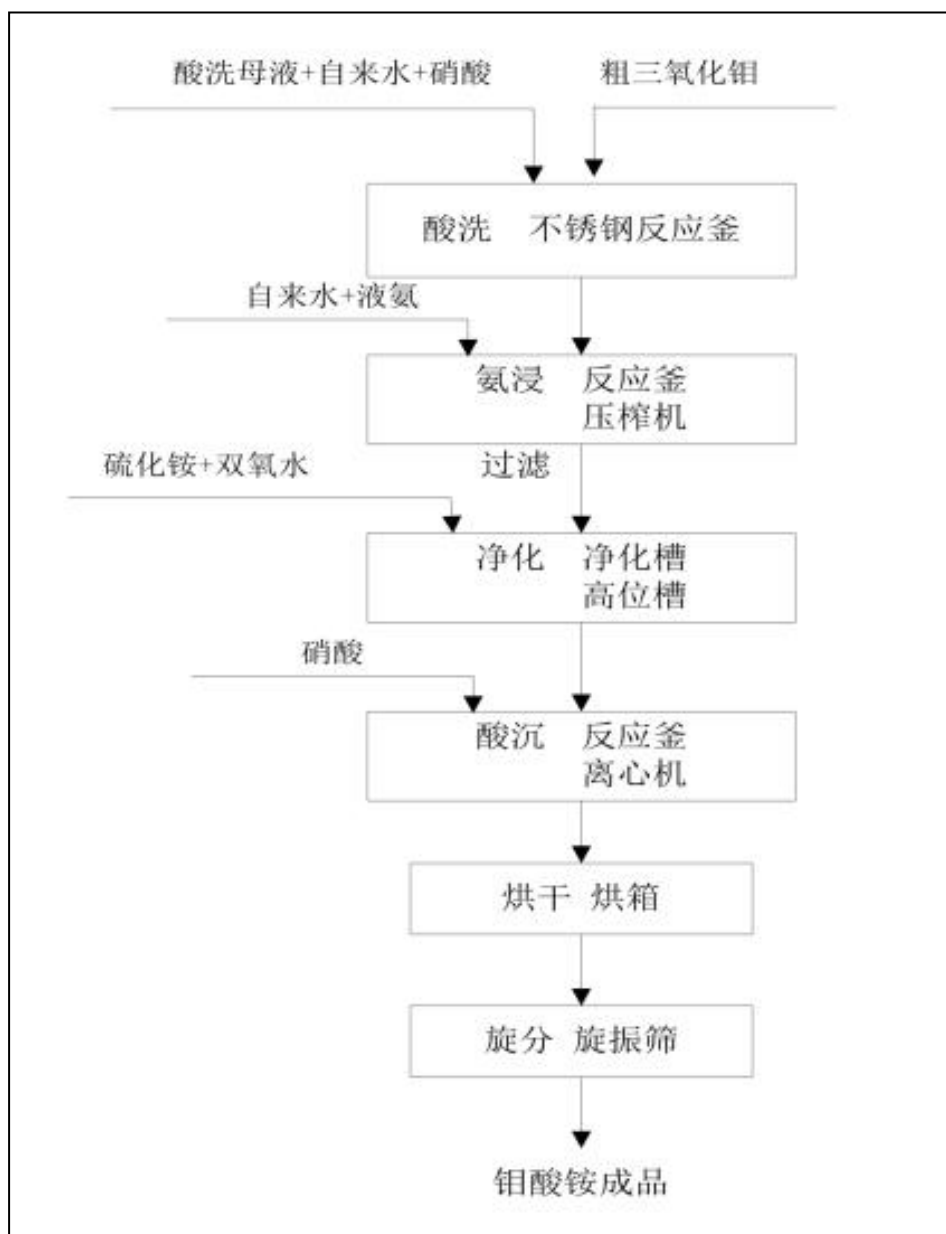 酸洗母液+自来水+硝酸
粗三氧化钼
酸洗 不锈钢反应釜
自来水+液氨
氨浸 反应釜
压榨机
硫化铵+双氧水
过滤
净化 净化槽
高位槽
硝酸
酸沉 反应釜
离心机
烘干 烘箱
旋分 旋振筛
钼酸铵成品